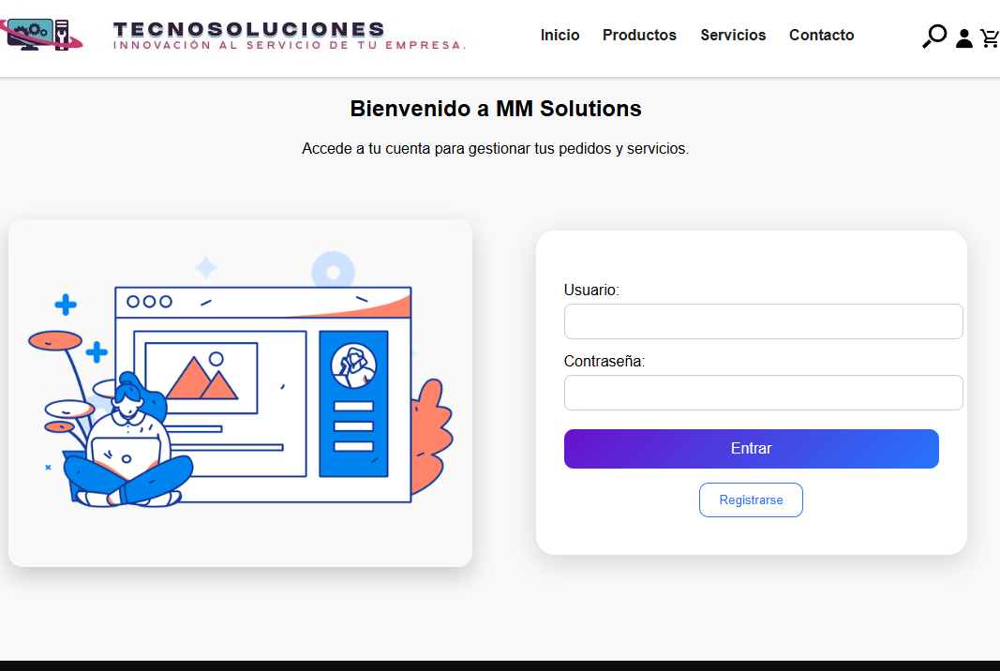 TECNOSOLUCIONES
INNOVACIÓN AL SERVICIO DE TU EMPRESA.
Inicio Productos Servicios Contacto
Bienvenido a MM Solutions
Accede a tu cuenta para gestionar tus pedidos y servicios.
Usuario:
Contraseña:
Entrar
Registrarse